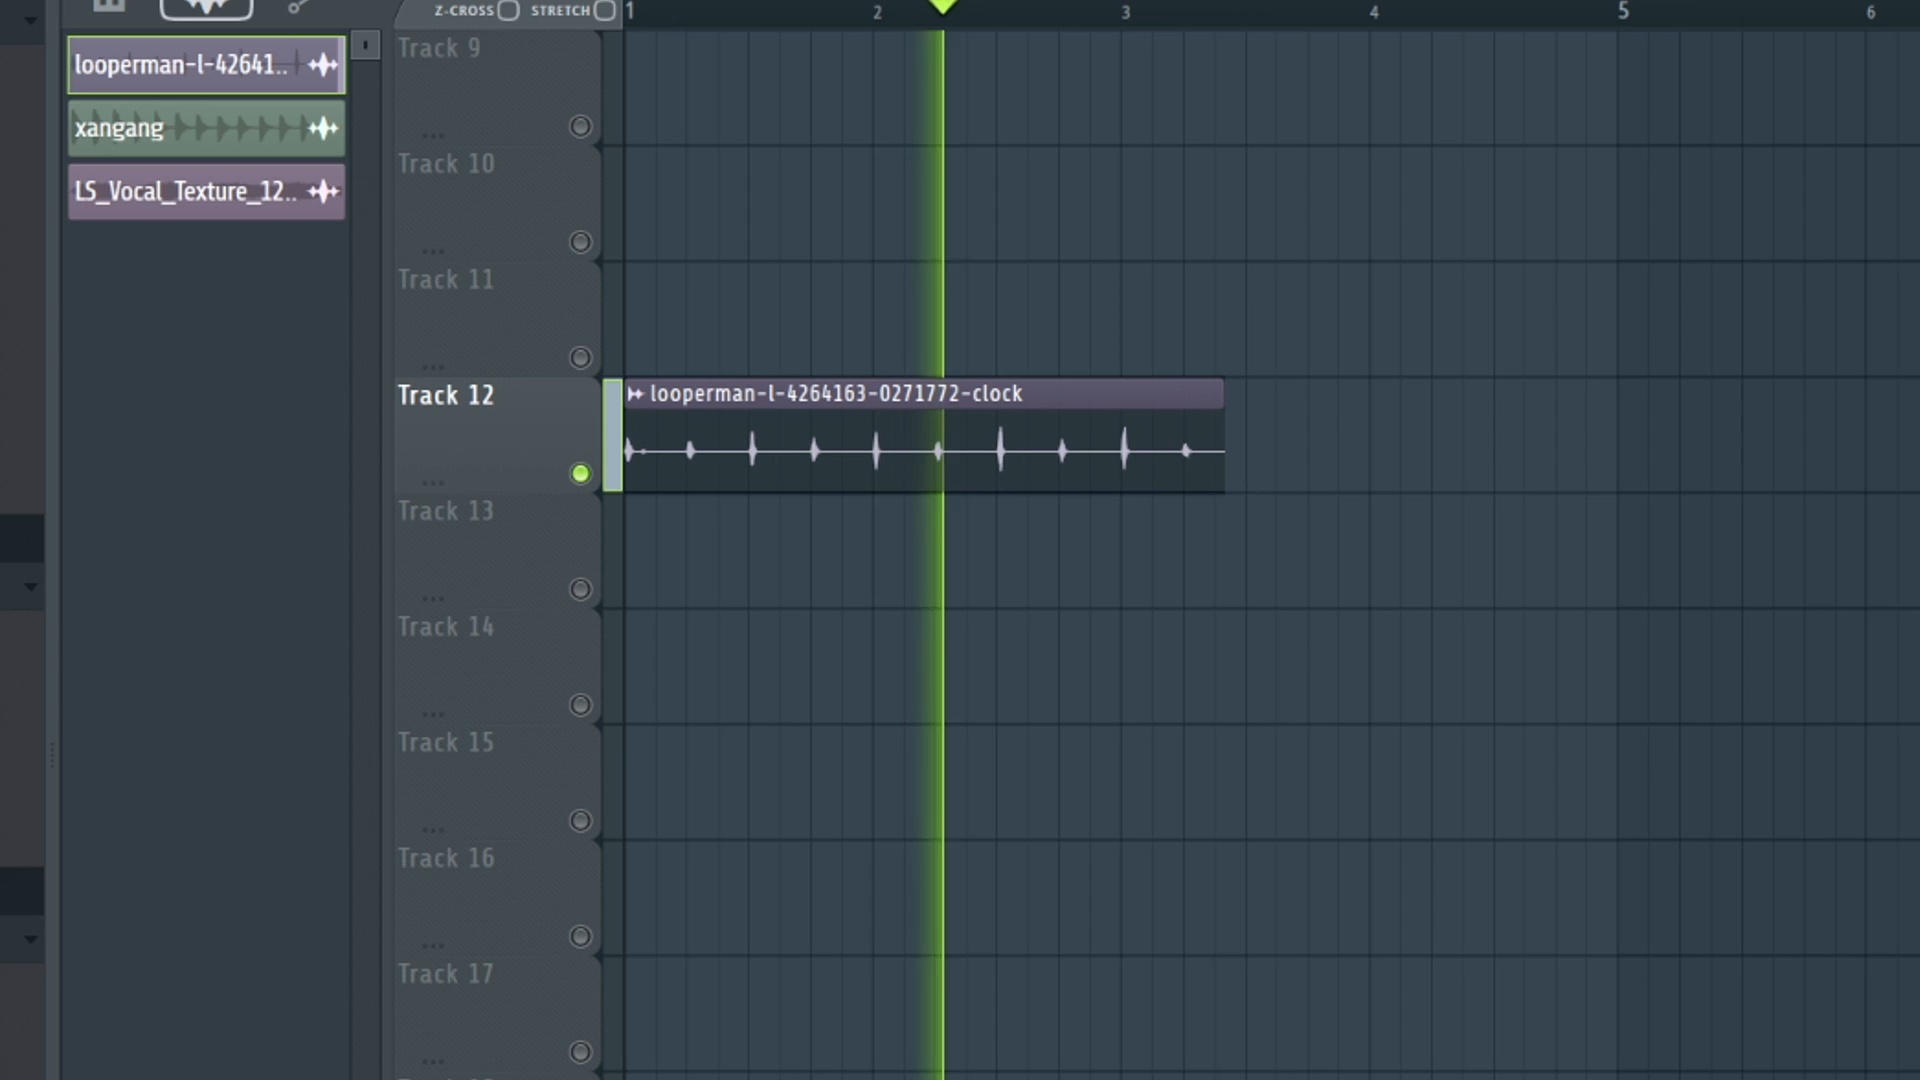 Z-CROSS STRETCH 1 2 3 4 5 6
looperman-l-42641..
xangang
LS_Vocal_Texture_12..
Track 9
Track 10
Track 11
Track 12
looperman-l-4264163-0271772-clock
Track 13
Track 14
Track 15
Track 16
Track 17